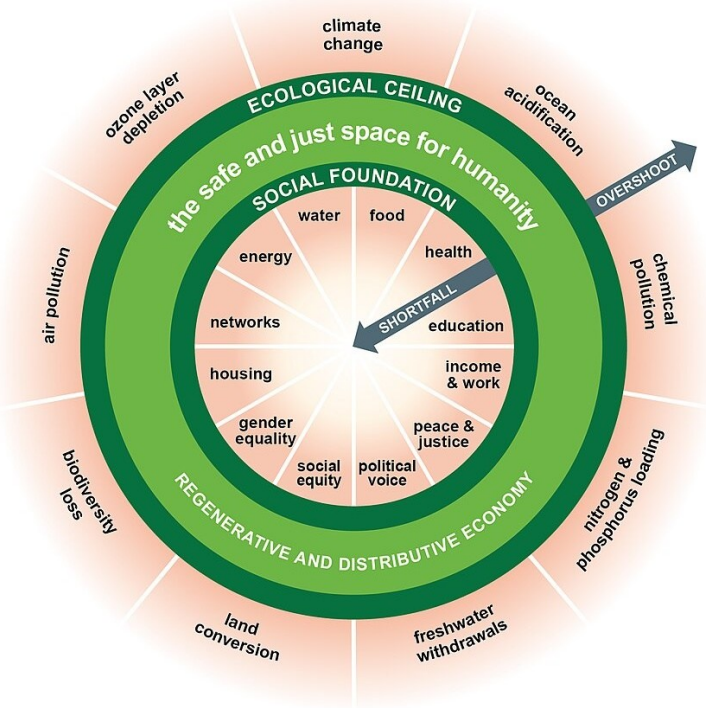 climate
change
ocean
acidification
ozone layer
depletion
ECOLOGICAL CEILING
the safe and just space for humanity
SOCIAL FOUNDATION
OVERSHOOT
water
food
energy
health
SHORTFALL
air pollution
chemical
pollution
networks
education
housing
income
& work
gender
equality
peace &
justice
social
equity
political
voice
REGENERATIVE AND DISTRIBUTIVE ECONOMY
biodiversity
loss
nitrogen &
phosphorus loading
land
conversion
freshwater
withdrawals